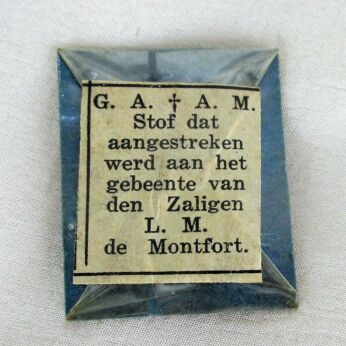 G. A. † A. M.
Stof dat
aangestreken
werd aan het
gebeente van
den Zaligen
L. M.
de Montfort.